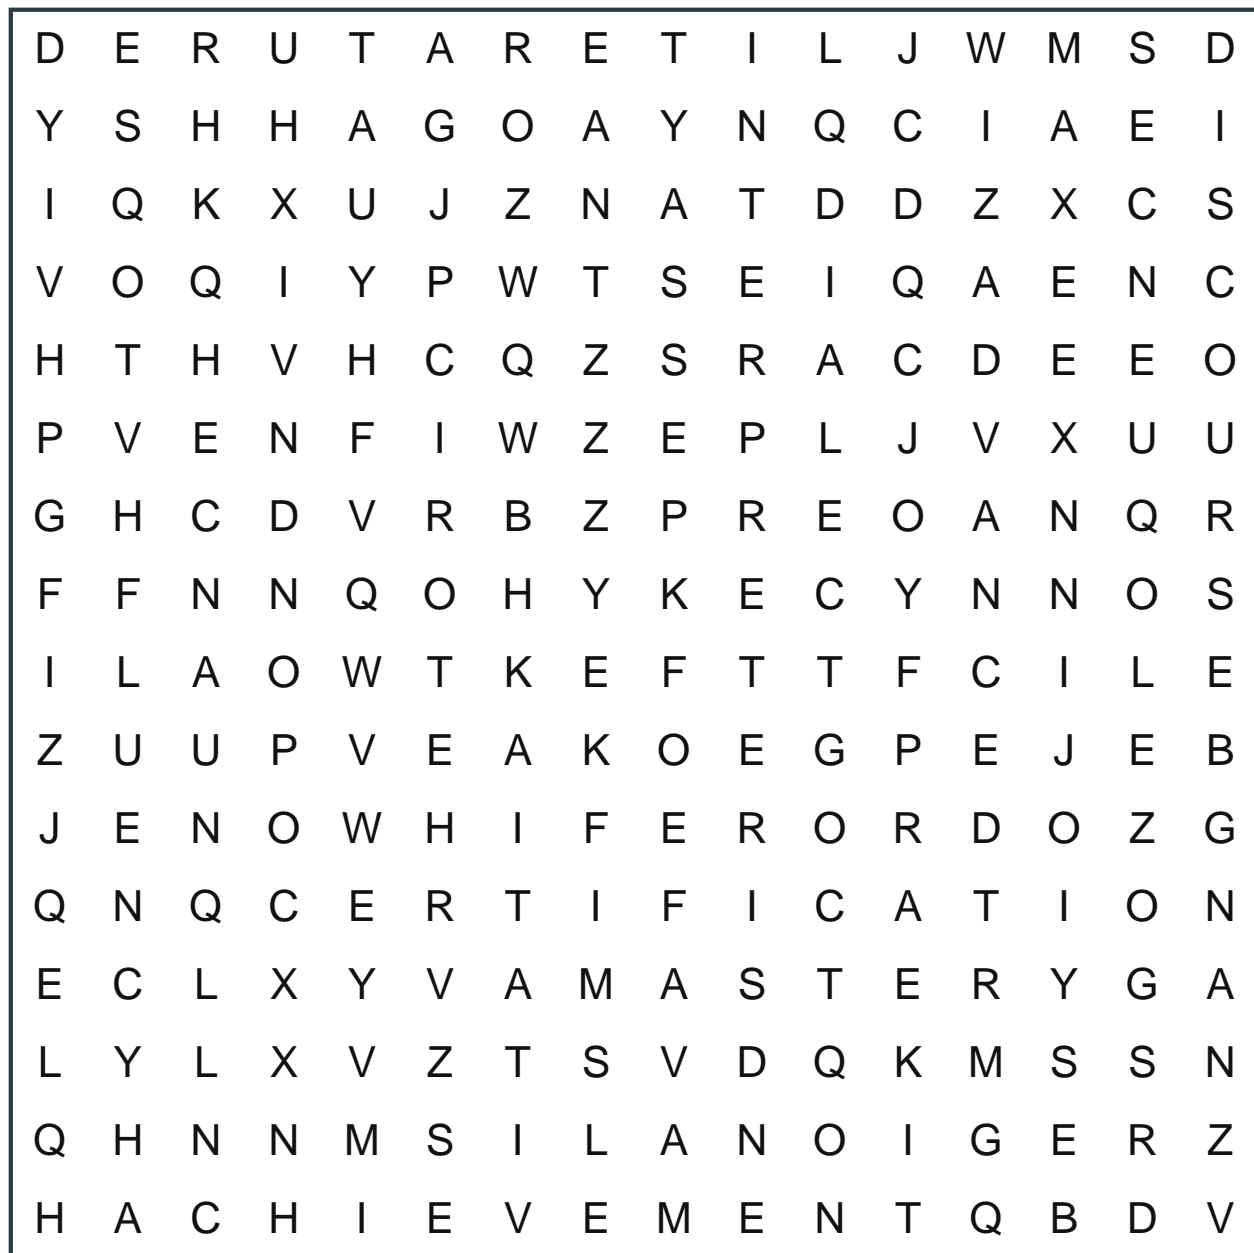 D E R U T A R E T I L J W M S D
Y S H H A G O A Y N Q C I A E I
I Q K X U J Z N A T D D Z X C S
V O Q I Y P W T S E I Q A E N C
H T H V H C Q Z S R A C D E E O
P V E N F I W Z E P L J V X U U
G H C D V R B Z P R E O A N Q R
F F N N Q O H Y K E C Y N N O S
I L A O W T K E F T T F C I L E
Z U U P V E A K O E G P E J E B
J E N O W H I F E R O R D O Z G
Q N Q C E R T I F I C A T I O N
E C L X Y V A M A S T E R Y G A
L Y L X V Z T S V D Q K M S S N
Q H N N M S I L A N O I G E R Z
H A C H I E V E M E N T Q B D V